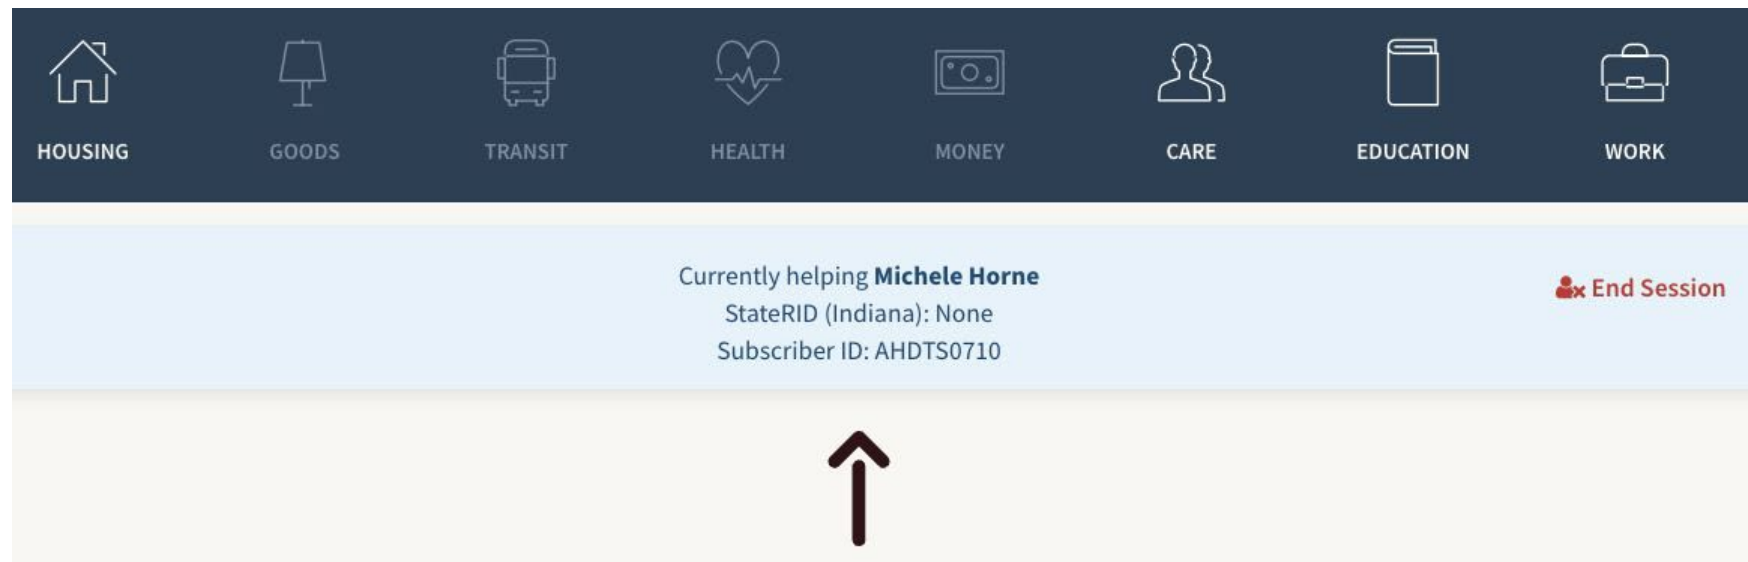 HOUSING
GOODS
TRANSIT
HEALTH
MONEY
CARE
EDUCATION
WORK
Currently helping Michele Horne
StateRID (Indiana): None
Subscriber ID: AHDTS0710
End Session